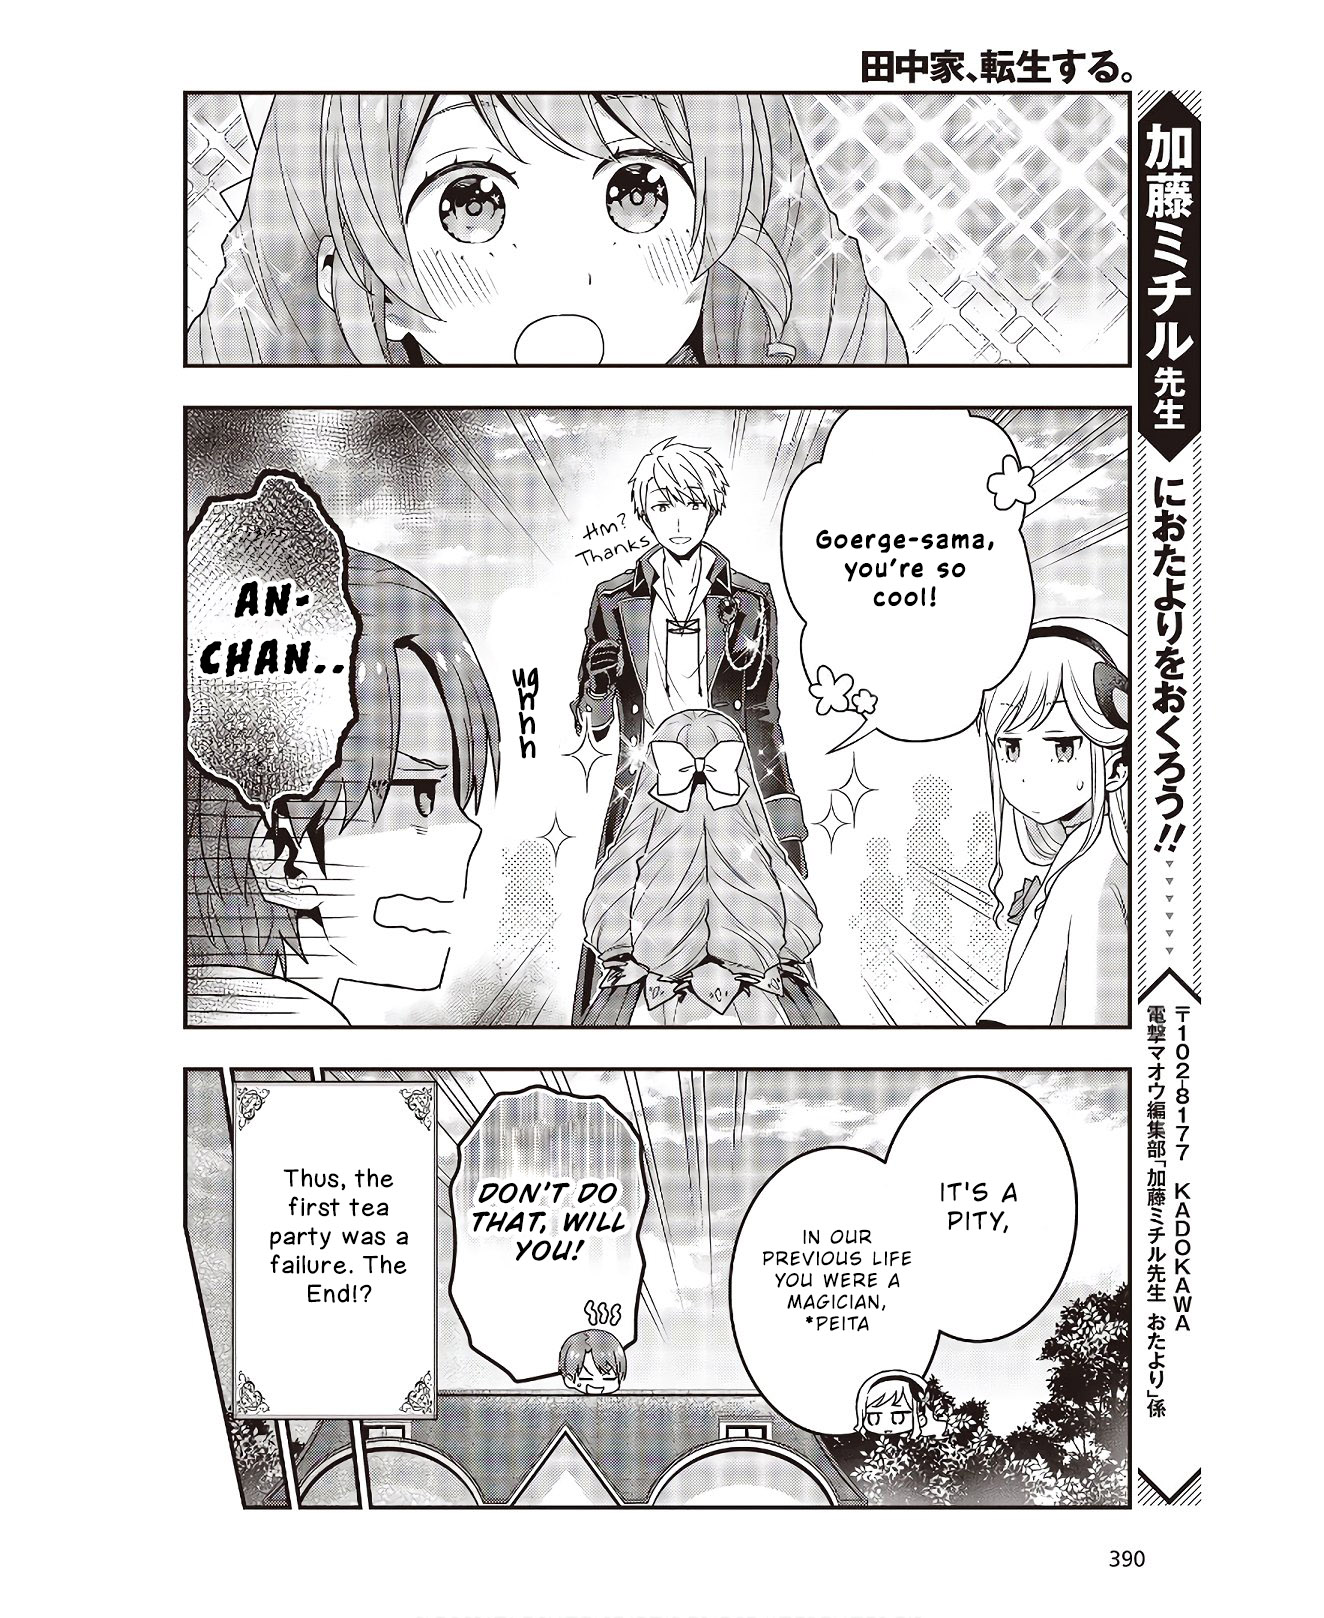 田中家、転生する。
加藤ミチル先生
におたよりをおくろう!!
〒102-8177 KADOKAWA
電撃マオウ編集部「加藤ミチル先生 おたより」係
Goerge-sama,
you're so
cool!
Hm?
Thanks
ughhhh
AN-
CHAN..
IT'S A
PITY,
IN OUR
PREVIOUS LIFE
YOU WERE A
MAGICIAN,
*PEITA
DON'T DO
THAT, WILL
YOU!
Thus, the
first tea
party was a
failure. The
End!?
390